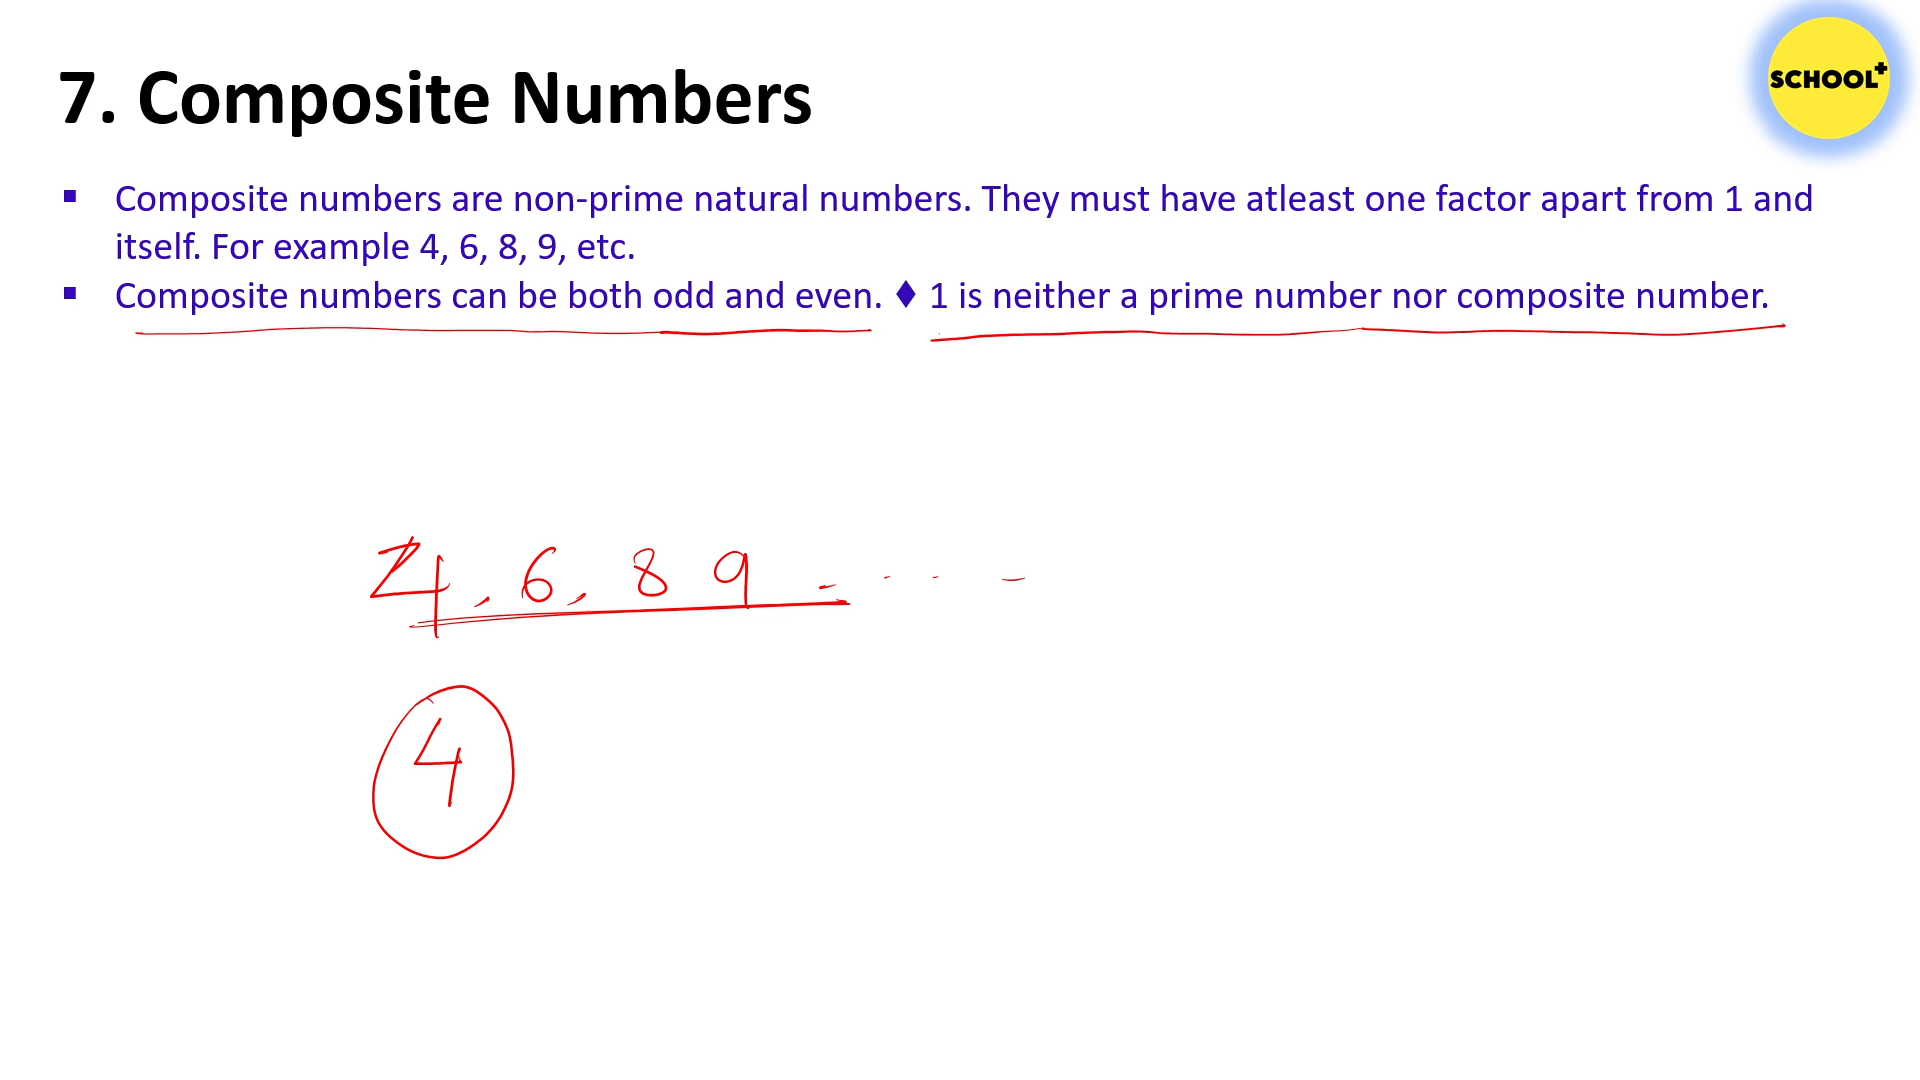 SCHOOL+
7. Composite Numbers
▪ Composite numbers are non-prime natural numbers. They must have atleast one factor apart from 1 and
itself. For example 4, 6, 8, 9, etc.
▪ Composite numbers can be both odd and even. ♦ 1 is neither a prime number nor composite number.
4, 6, 8 9 - . . . -
4